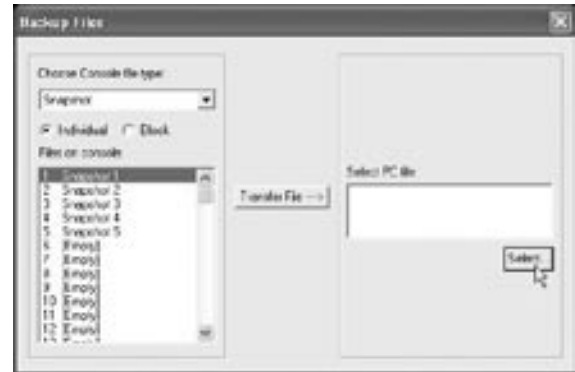 Backup Files
Choose Console file type:
Snapshot
Individual
Block
Files on console:
1 Snapshot 1
2 Snapshot 2
3 Snapshot 3
4 Snapshot 4
5 Snapshot 5
6 [Empty]
7 [Empty]
8 [Empty]
9 [Empty]
10 [Empty]
11 [Empty]
12 [Empty]
Transfer File --->
Select PC file
Select...